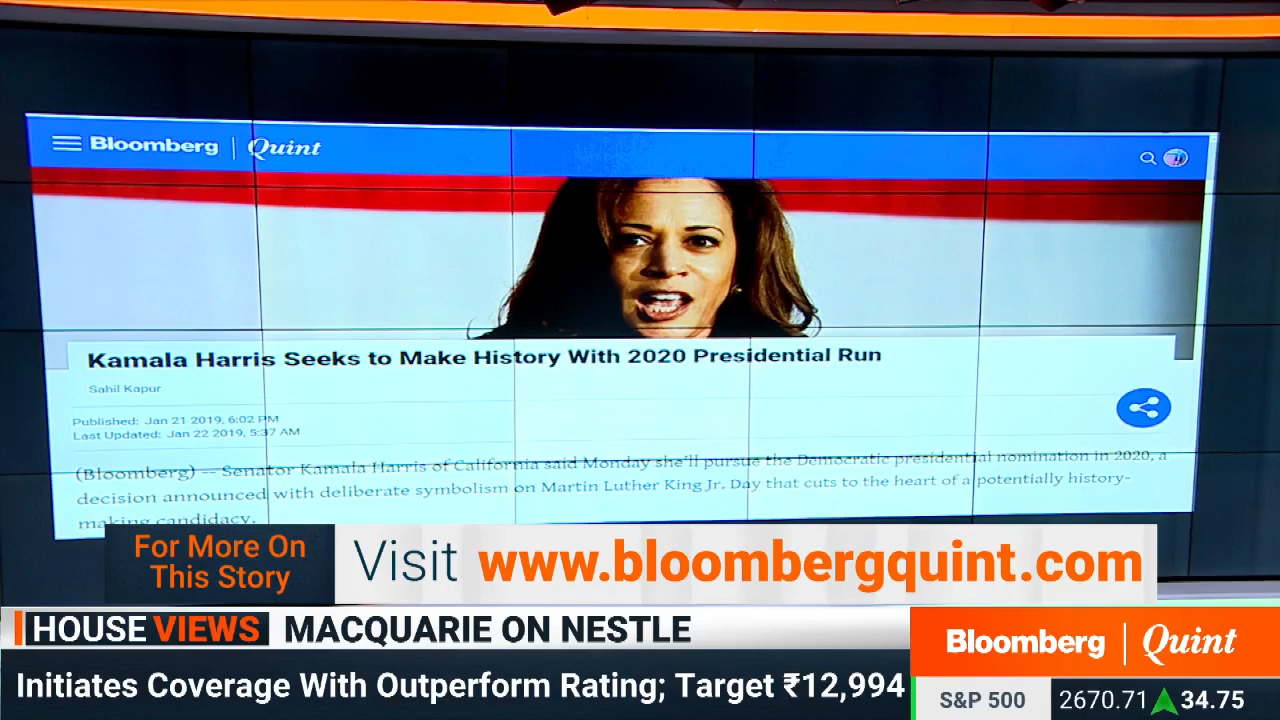 Bloomberg | Quint
Kamala Harris Seeks to Make History With 2020 Presidential Run
Sahil Kapur
Published: Jan 21 2019, 6:02 PM
Last Updated: Jan 22 2019, 5:37 AM
(Bloomberg) -- Senator Kamala Harris of California said Monday she'll pursue the Democratic presidential nomination in 2020, a
decision announced with deliberate symbolism on Martin Luther King Jr. Day that cuts to the heart of a potentially history-
making candidacy.
For More On
This Story
Visit www.bloombergquint.com
HOUSE VIEWS MACQUARIE ON NESTLE
Initiates Coverage With Outperform Rating; Target ₹12,994
Bloomberg | Quint
S&P 500 2670.71 ▲ 34.75